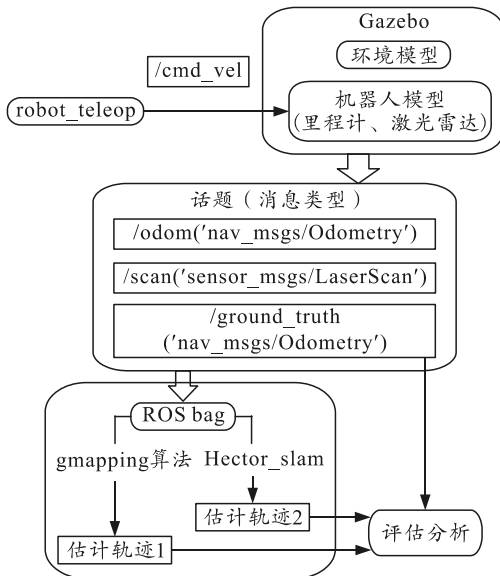 Gazebo
环境模型
/cmd_vel
robot_teleop
机器人模型
(里程计、激光雷达)
话题（消息类型）
/odom('nav_msgs/Odometry')
/scan('sensor_msgs/LaserScan')
/ground_truth
('nav_msgs/Odometry')
ROS bag
gmapping算法 Hector_slam
估计轨迹2
评估分析
估计轨迹1